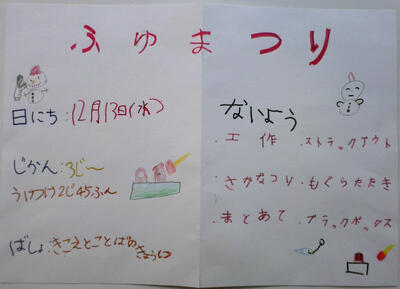 ふゆまつり
日にち:12月13日(水)
じかん:3じ〜
うけつけ2じ45ふん
ばしょ:きこえとことばのきょうしつ
ないよう
・工作 ・ストラックアウト
・さかなつり ・もぐらたたき
・まとあて ・ブラックボックス